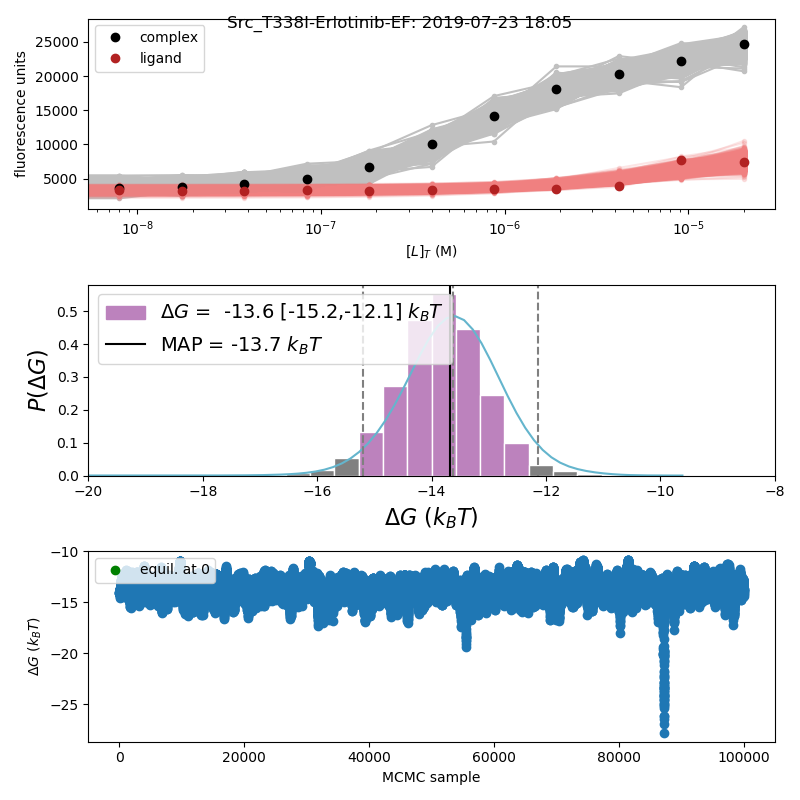 Src_T338I-Erlotinib-EF: 2019-07-23 18:05
complex
ligand
fluorescence units
25000
20000
15000
10000
5000
10⁻⁸ 10⁻⁷ 10⁻⁶ 10⁻⁵
[L]_T (M)
ΔG = -13.6 [-15.2,-12.1] k_BT
MAP = -13.7 k_BT
P(ΔG)
0.5
0.4
0.3
0.2
0.1
0.0
−20 −18 −16 −14 −12 −10 −8
ΔG (k_BT)
equil. at 0
ΔG (k_BT)
−10
−15
−20
−25
0 20000 40000 60000 80000 100000
MCMC sample